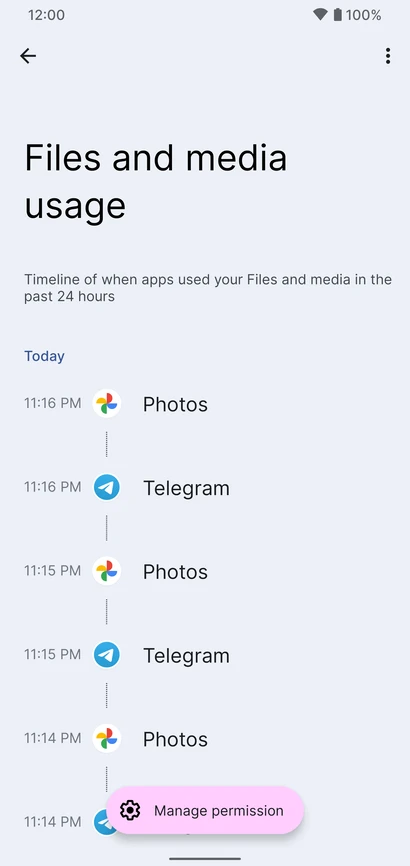 12:00
100%
Files and media
usage
Timeline of when apps used your Files and media in the
past 24 hours
Today
11:16 PM Photos
11:16 PM Telegram
11:15 PM Photos
11:15 PM Telegram
11:14 PM Photos
11:14 PM
Manage permission